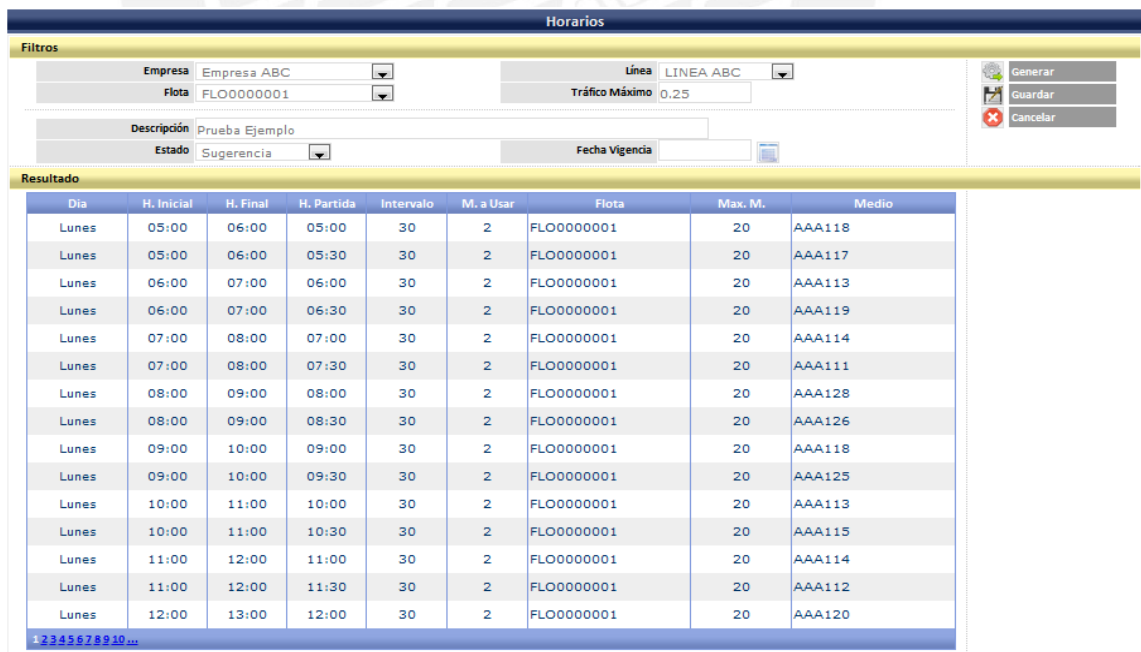 Horarios
Filtros
Empresa Empresa ABC Línea LINEA ABC Generar
Flota FLO0000001 Tráfico Máximo 0.25 Guardar
Cancelar
Descripción Prueba Ejemplo
Estado Sugerencia Fecha Vigencia
Resultado
Dia H. Inicial H. Final H. Partida Intervalo M. a Usar Flota Max. M. Medio
Lunes 05:00 06:00 05:00 30 2 FLO0000001 20 AAA118
Lunes 05:00 06:00 05:30 30 2 FLO0000001 20 AAA117
Lunes 06:00 07:00 06:00 30 2 FLO0000001 20 AAA113
Lunes 06:00 07:00 06:30 30 2 FLO0000001 20 AAA119
Lunes 07:00 08:00 07:00 30 2 FLO0000001 20 AAA114
Lunes 07:00 08:00 07:30 30 2 FLO0000001 20 AAA111
Lunes 08:00 09:00 08:00 30 2 FLO0000001 20 AAA128
Lunes 08:00 09:00 08:30 30 2 FLO0000001 20 AAA126
Lunes 09:00 10:00 09:00 30 2 FLO0000001 20 AAA118
Lunes 09:00 10:00 09:30 30 2 FLO0000001 20 AAA125
Lunes 10:00 11:00 10:00 30 2 FLO0000001 20 AAA113
Lunes 10:00 11:00 10:30 30 2 FLO0000001 20 AAA115
Lunes 11:00 12:00 11:00 30 2 FLO0000001 20 AAA114
Lunes 11:00 12:00 11:30 30 2 FLO0000001 20 AAA112
Lunes 12:00 13:00 12:00 30 2 FLO0000001 20 AAA120
1 2 3 4 5 6 7 8 9 10 ...